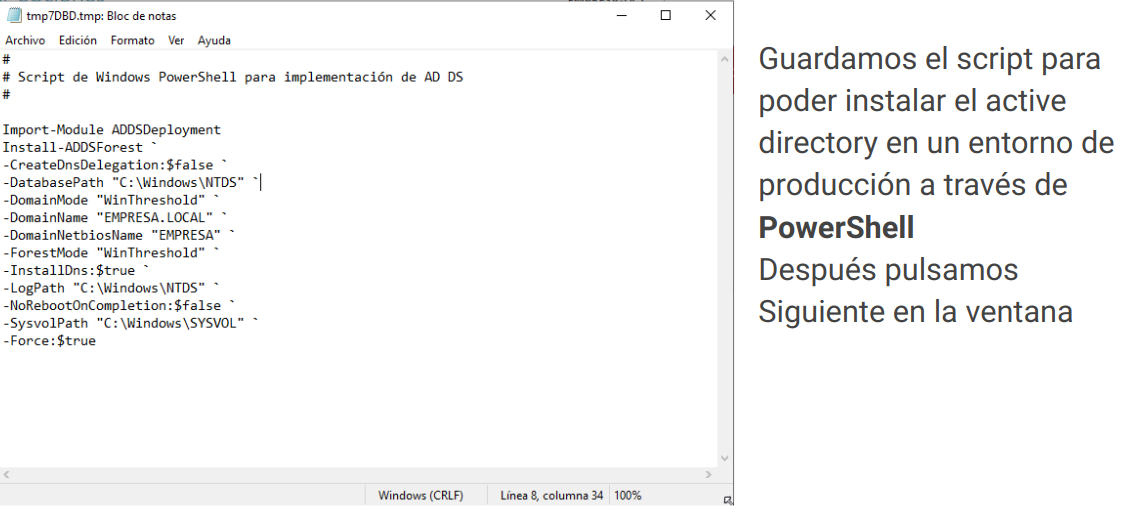 tmp7DBD.tmp: Bloc de notas
Archivo Edición Formato Ver Ayuda
#
# Script de Windows PowerShell para implementación de AD DS
#
Import-Module ADDSDeployment
Install-ADDSForest `
-CreateDnsDelegation:$false `
-DatabasePath "C:\Windows\NTDS" `
-DomainMode "WinThreshold" `
-DomainName "EMPRESA.LOCAL" `
-DomainNetbiosName "EMPRESA" `
-ForestMode "WinThreshold" `
-InstallDns:$true `
-LogPath "C:\Windows\NTDS" `
-NoRebootOnCompletion:$false `
-SysvolPath "C:\Windows\SYSVOL" `
-Force:$true
Windows (CRLF) Línea 8, columna 34 100%
Guardamos el script para
poder instalar el active
directory en un entorno de
producción a través de
PowerShell
Después pulsamos
Siguiente en la ventana